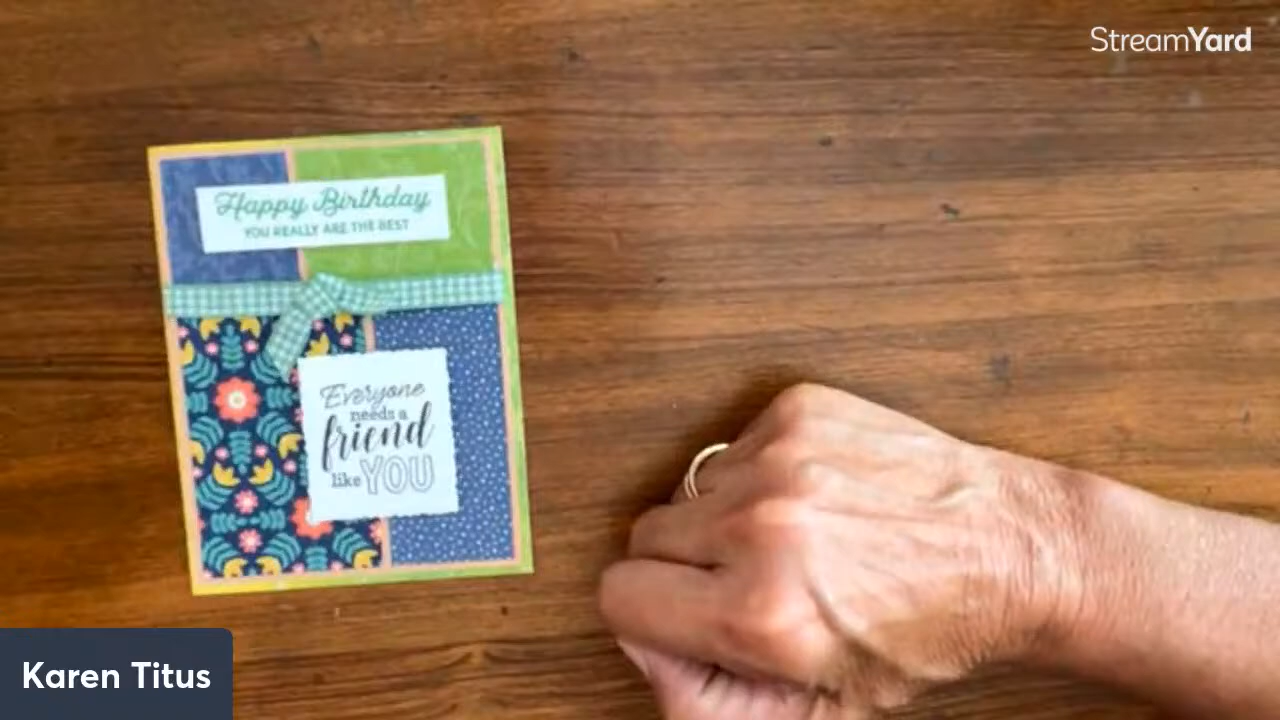 StreamYard
Happy Birthday
YOU REALLY ARE THE BEST
Everyone
needs a
friend
like YOU
Karen Titus